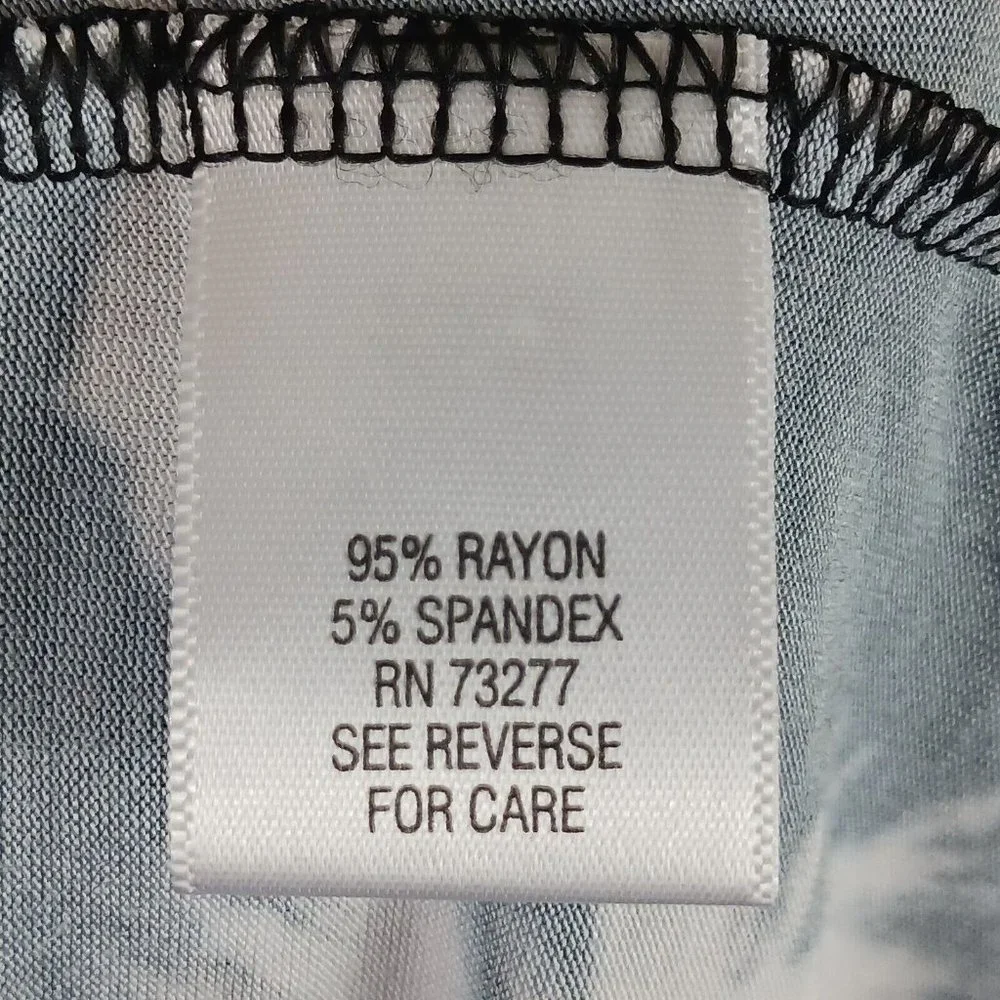 95% RAYON
5% SPANDEX
RN 73277
SEE REVERSE
FOR CARE